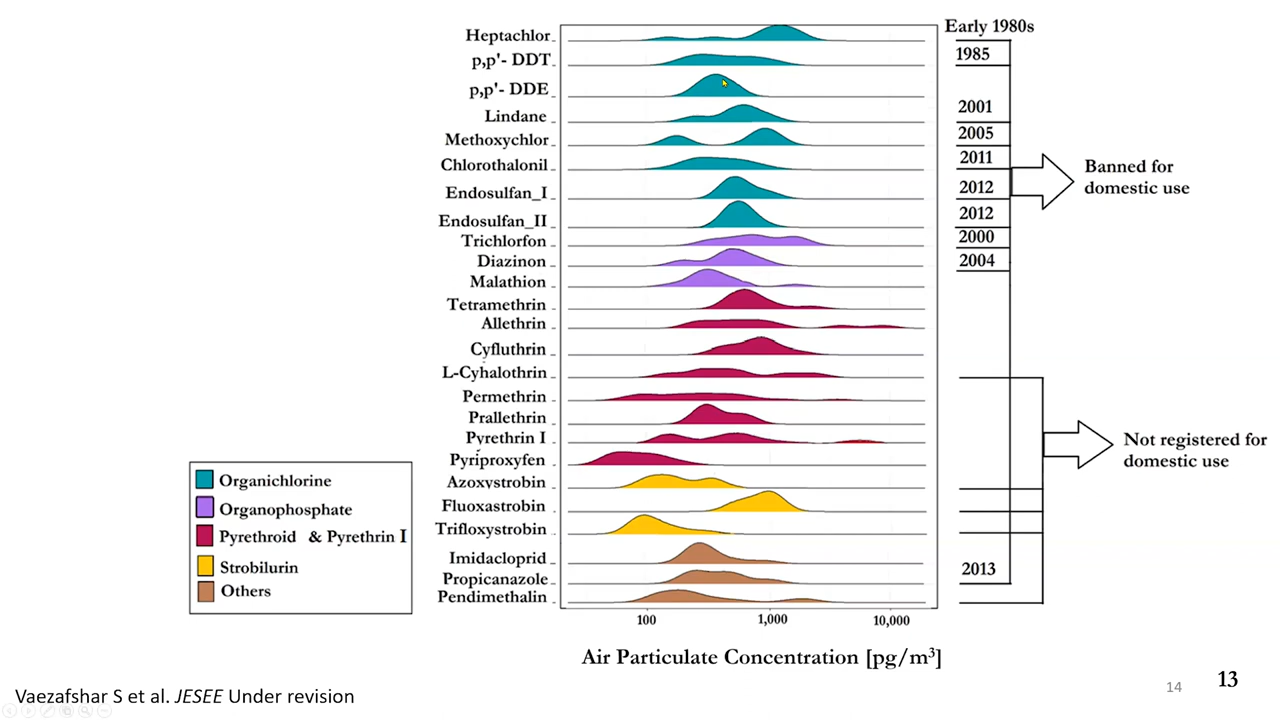 Early 1980s
Heptachlor
p,p'- DDT
1985
p,p'- DDE
2001
Lindane
2005
Methoxychlor
2011
Chlorothalonil
Banned for
domestic use
Endosulfan_I
2012
Endosulfan_II
2012
Trichlorfon
2000
Diazinon
2004
Malathion
Tetramethrin
Allethrin
Cyfluthrin
L-Cyhalothrin
Permethrin
Prallethrin
Pyrethrin I
Not registered for
domestic use
Pyriproxyfen
Azoxystrobin
Fluoxastrobin
Trifloxystrobin
Imidacloprid
Propicanazole
2013
Pendimethalin
Organichlorine
Organophosphate
Pyrethroid & Pyrethrin I
Strobilurin
Others
100
1,000
10,000
Air Particulate Concentration [pg/m³]
Vaezafshar S et al. JESEE Under revision
14
13